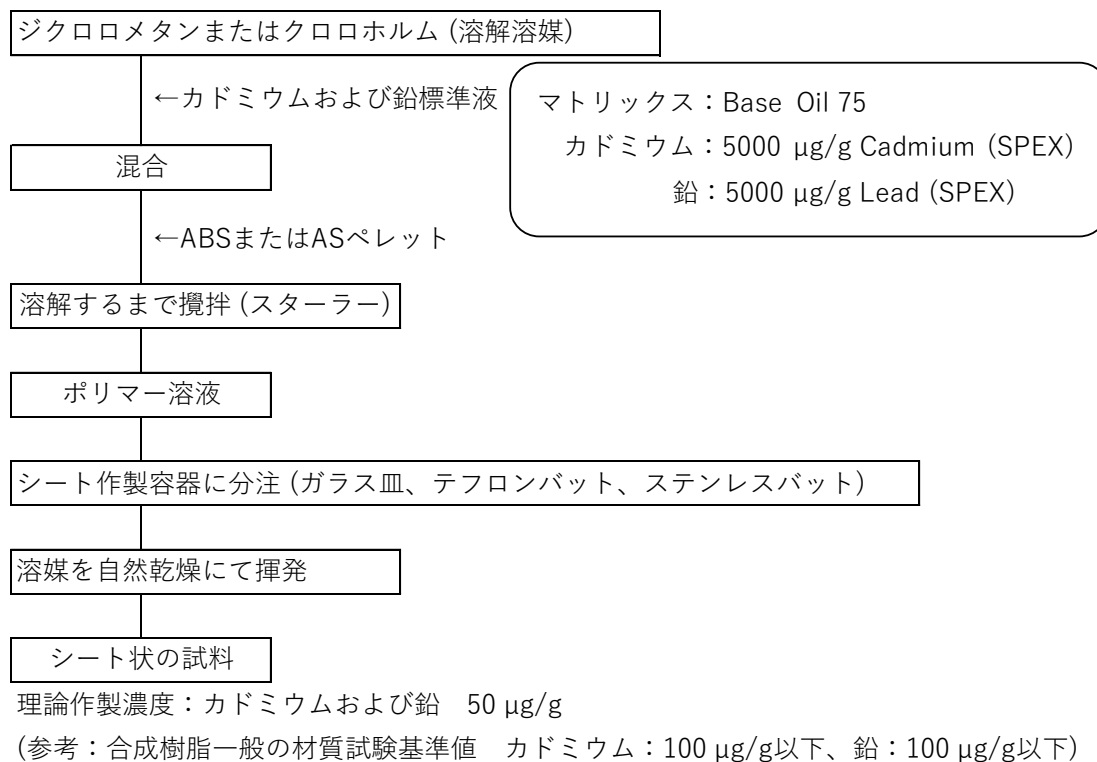 ジクロロメタンまたはクロロホルム (溶解溶媒)
←カドミウムおよび鉛標準液
マトリックス：Base Oil 75
カドミウム：5000 µg/g Cadmium (SPEX)
鉛：5000 µg/g Lead (SPEX)
混合
←ABSまたはASペレット
溶解するまで攪拌 (スターラー)
ポリマー溶液
シート作製容器に分注 (ガラス皿、テフロンバット、ステンレスバット)
溶媒を自然乾燥にて揮発
シート状の試料
理論作製濃度：カドミウムおよび鉛　50 µg/g
(参考：合成樹脂一般の材質試験基準値　カドミウム：100 µg/g以下、鉛：100 µg/g以下)